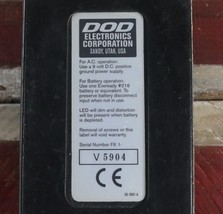 DOD
ELECTRONICS
CORPORATION
SANDY, UTAH, USA
For A.C. operation:
Use a 9 volt D.C. positive
ground power supply
For Battery operation:
Use one Eveready #216
battery or equivalent. To
preserve battery disconnect
input when not in use.
LED will dim and distortion
will be heard when battery
is depleted.
Removal of screws or this
label will void warranty.
Serial Number FX 1-
V 5904
CE